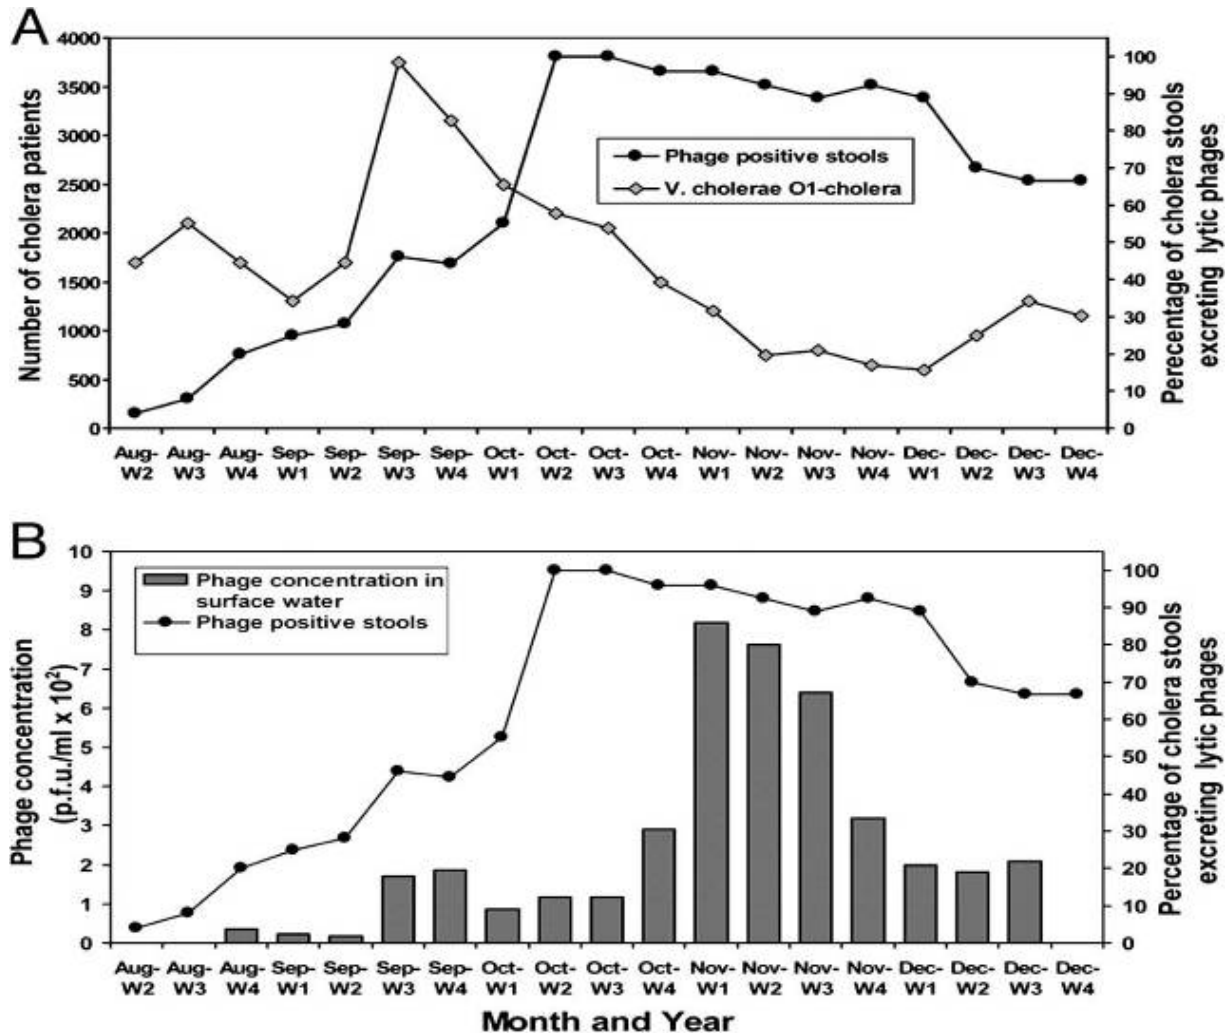 A
Number of cholera patients
4000
3500
3000
2500
2000
1500
1000
500
0
Phage positive stools
V. cholerae O1-cholera
100
90
80
70
60
50
40
30
20
10
0
Perecentage of cholera stools
excreting lytic phages
Aug- Aug- Aug- Sep- Sep- Sep- Sep- Oct- Oct- Oct- Oct- Nov- Nov- Nov- Nov- Dec- Dec- Dec- Dec-
W2 W3 W4 W1 W2 W3 W4 W1 W2 W3 W4 W1 W2 W3 W4 W1 W2 W3 W4
B
Phage concentration
(p.f.u./ml x 10²)
10
9
8
7
6
5
4
3
2
1
0
Phage concentration in
surface water
Phage positive stools
100
90
80
70
60
50
40
30
20
10
0
Percentage of cholera stools
excreting lytic phages
Aug- Aug- Aug- Sep- Sep- Sep- Sep- Oct- Oct- Oct- Oct- Nov- Nov- Nov- Nov- Dec- Dec- Dec- Dec-
W2 W3 W4 W1 W2 W3 W4 W1 W2 W3 W4 W1 W2 W3 W4 W1 W2 W3 W4
Month and Year